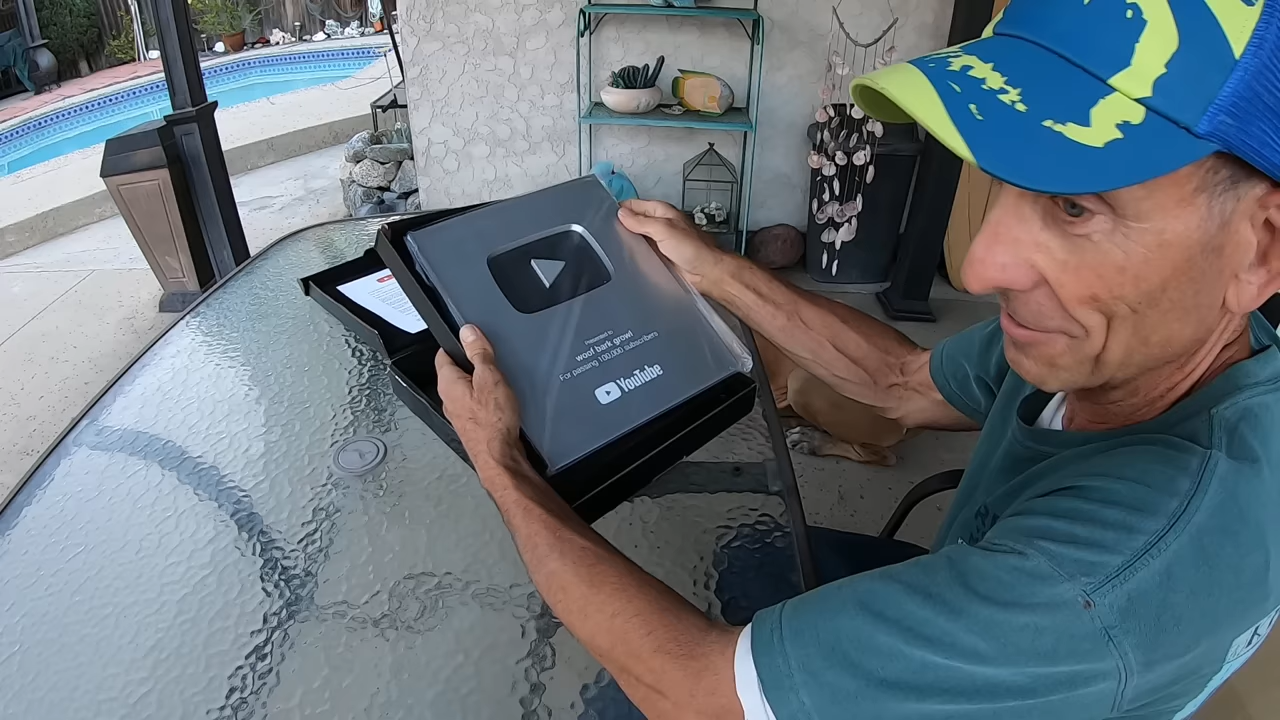 Presented to
woof bark growl
For passing 100,000 subscribers
YouTube